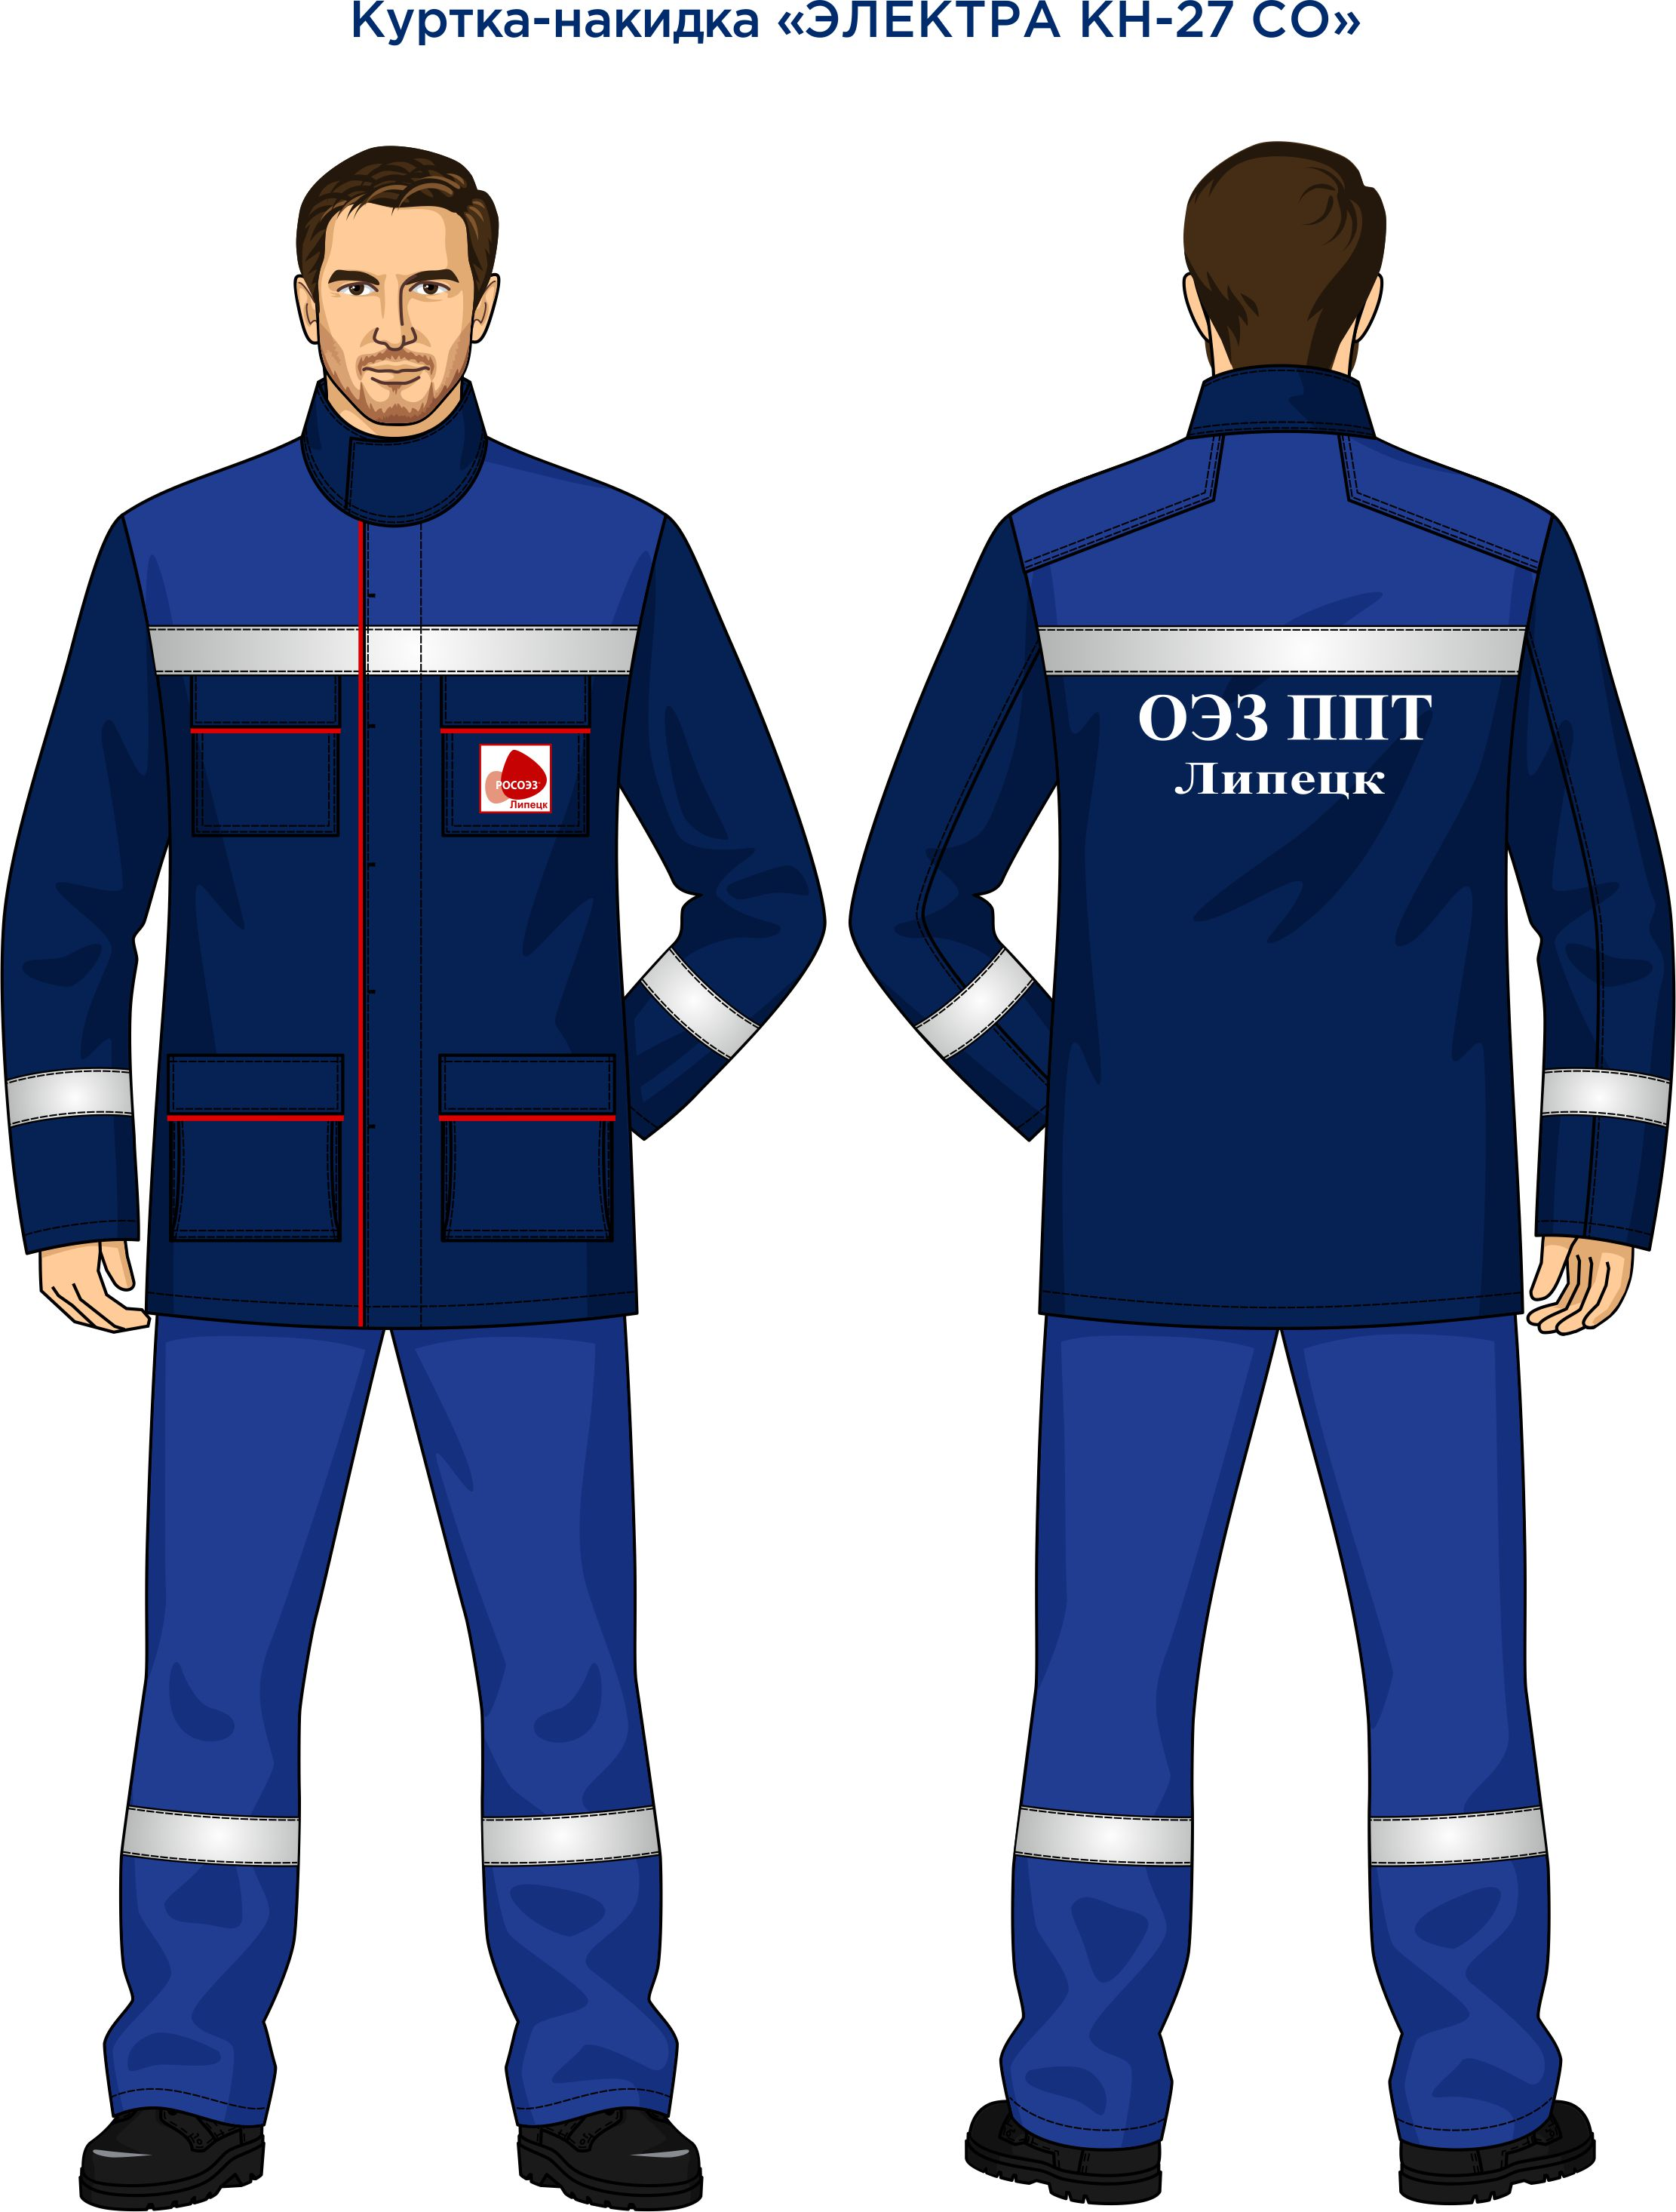 Куртка-накидка «ЭЛЕКТРА КН-27 СО»
РОСОЭЗ
Липецк
ОЭЗ ППТ
Липецк